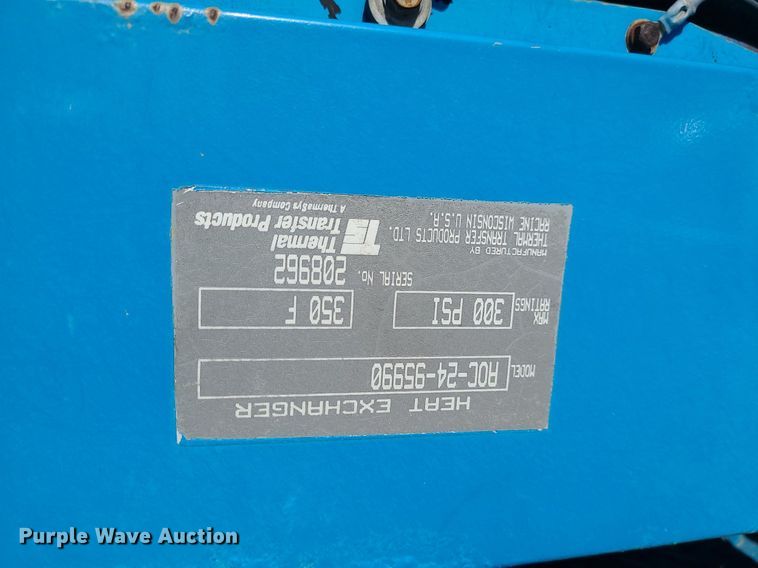 HEAT EXCHANGER
MODEL AOC-24-95990
MAX RATINGS 300 PSI 350 F
SERIAL NO. 208962
MANUFACTURED BY
THERMAL TRANSFER PRODUCTS LTD.
RACINE WISCONSIN U.S.A.
Thermal
Transfer Products
A ThermaSys Company
Purple Wave Auction